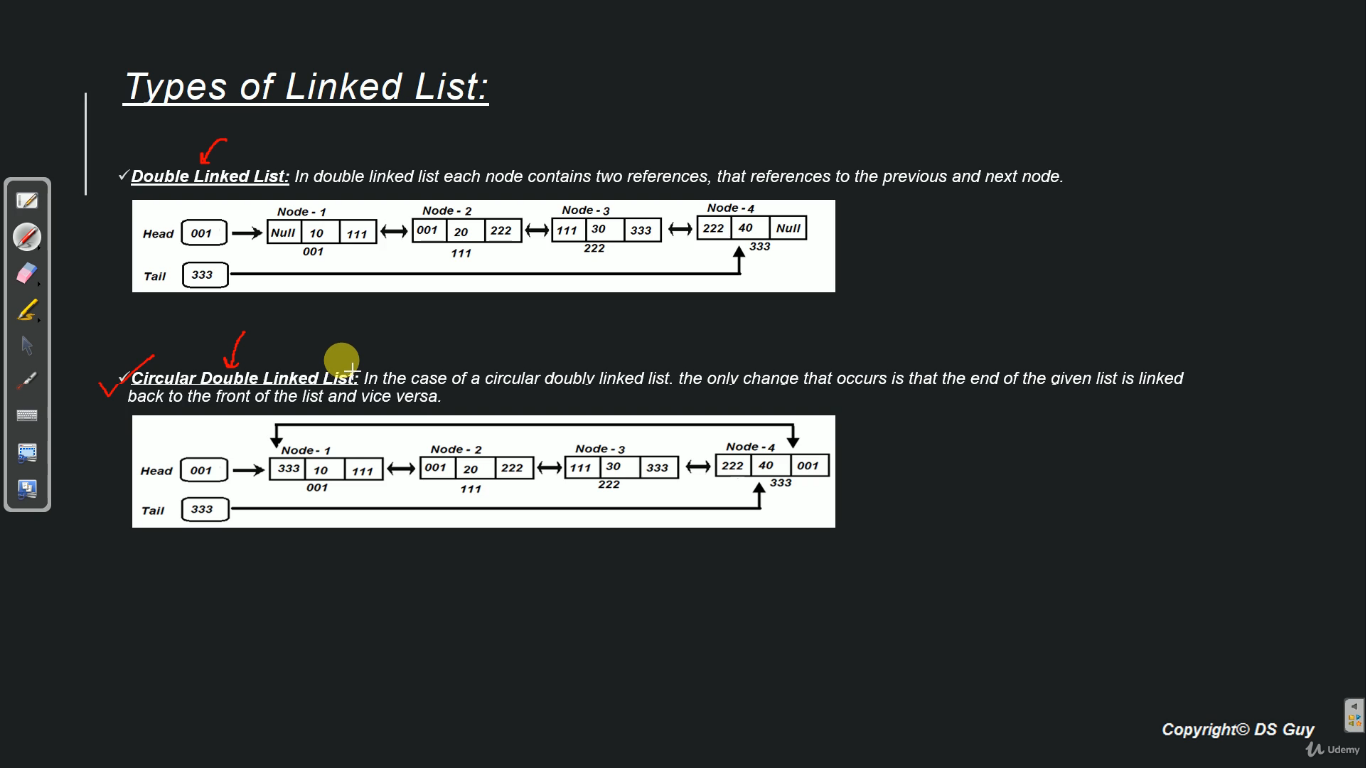 Types of Linked List:
✓Double Linked List: In double linked list each node contains two references, that references to the previous and next node.
Node - 1 Node - 2 Node - 3 Node - 4
Head 001 Null 10 111 001 20 222 111 30 333 222 40 Null
001 111 222 333
Tail 333
✓Circular Double Linked List: In the case of a circular doubly linked list, the only change that occurs is that the end of the given list is linked
back to the front of the list and vice versa.
Node - 1 Node - 2 Node - 3 Node - 4
Head 001 333 10 111 001 20 222 111 30 333 222 40 001
001 111 222 333
Tail 333
Copyright© DS Guy
Udemy